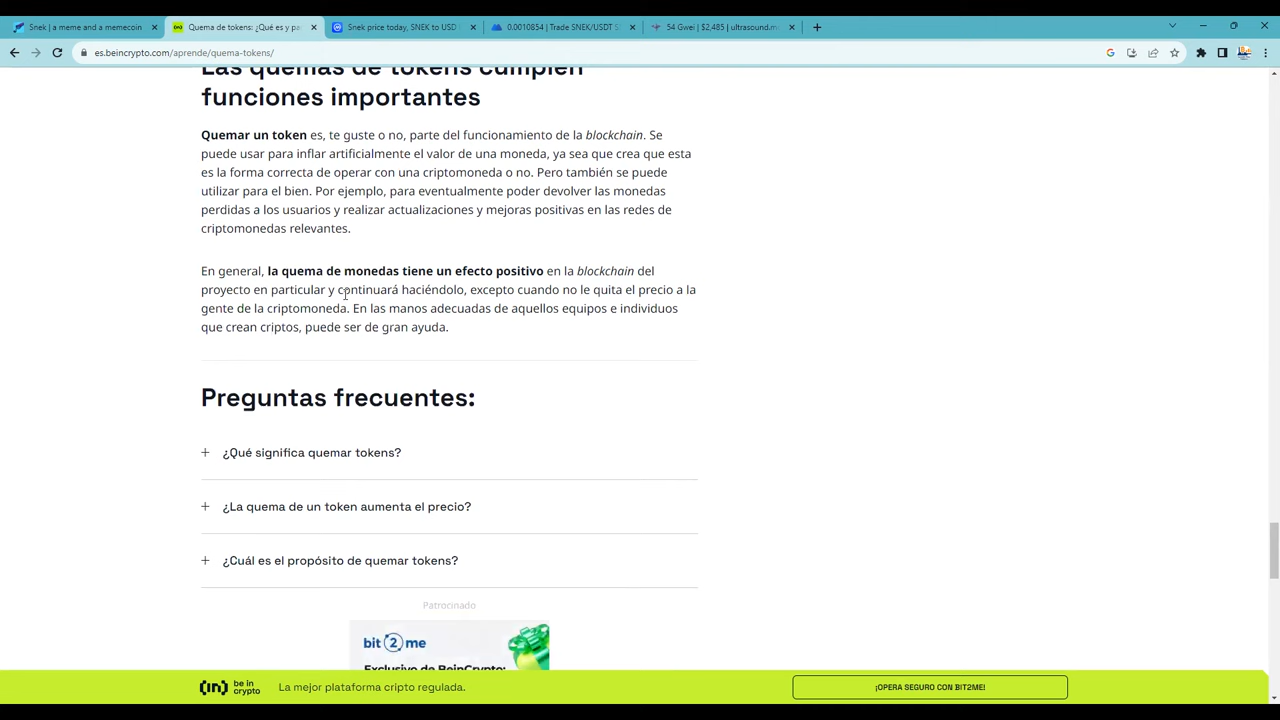 Snek | a meme and a memecoin
Quema de tokens: ¿Qué es y pa
Snek price today, SNEK to USD
0.0010854 | Trade SNEK/USDT S
54 Gwei | $2,485 | ultrasound.m
es.beincrypto.com/aprende/quema-tokens/
Las quemas de tokens cumplen
funciones importantes
Quemar un token es, te guste o no, parte del funcionamiento de la blockchain. Se
puede usar para inflar artificialmente el valor de una moneda, ya sea que crea que esta
es la forma correcta de operar con una criptomoneda o no. Pero también se puede
utilizar para el bien. Por ejemplo, para eventualmente poder devolver las monedas
perdidas a los usuarios y realizar actualizaciones y mejoras positivas en las redes de
criptomonedas relevantes.
En general, la quema de monedas tiene un efecto positivo en la blockchain del
proyecto en particular y continuará haciéndolo, excepto cuando no le quita el precio a la
gente de la criptomoneda. En las manos adecuadas de aquellos equipos e individuos
que crean criptos, puede ser de gran ayuda.
Preguntas frecuentes:
¿Qué significa quemar tokens?
¿La quema de un token aumenta el precio?
¿Cuál es el propósito de quemar tokens?
Patrocinado
bit2me
Exclusivo de BeInCrypto:
be in
crypto
La mejor plataforma cripto regulada.
¡OPERA SEGURO CON BIT2ME!